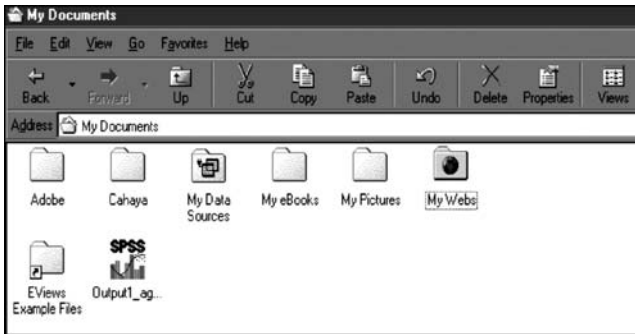 My Documents
File Edit View Go Favorites Help
Back Forward Up Cut Copy Paste Undo Delete Properties Views
Address My Documents
Adobe Cahaya My Data Sources My eBooks My Pictures My Webs
SPSS
EViews Example Files Output1_ag...